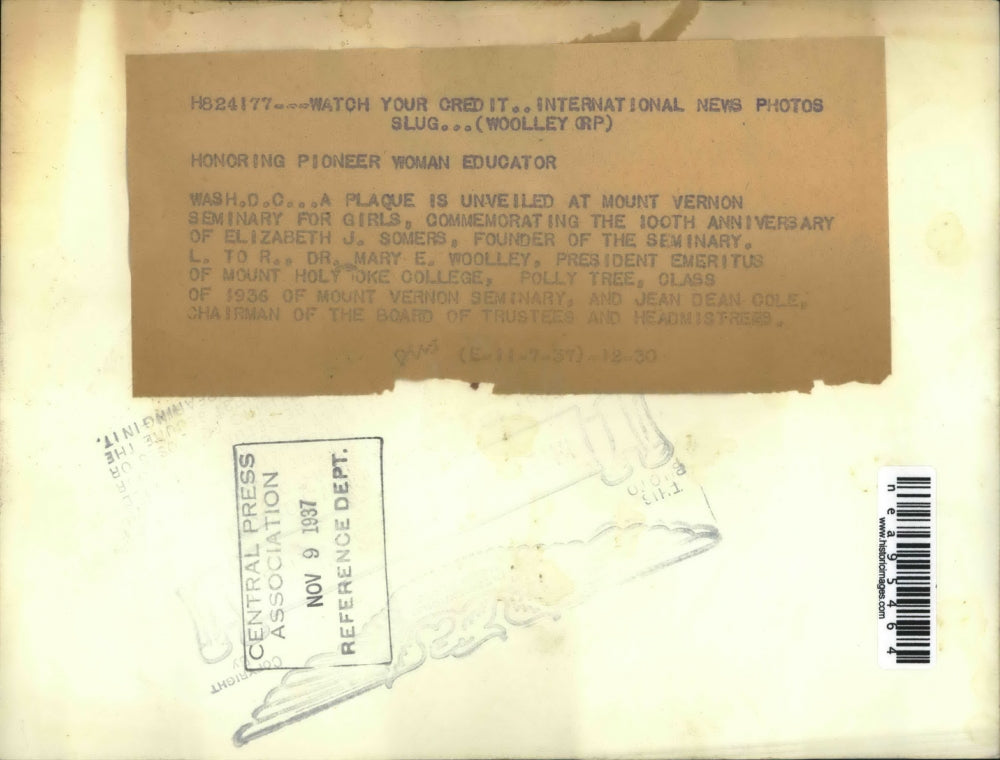 H824177----WATCH YOUR CREDIT..INTERNATIONAL NEWS PHOTOS
SLUG...(WOOLLEY GRP)
HONORING PIONEER WOMAN EDUCATOR
WASH.D.C...A PLAQUE IS UNVEILED AT MOUNT VERNON
SEMINARY FOR GIRLS, COMMEMORATING THE 100TH ANNIVERSARY
OF ELIZABETH J. SOMERS, FOUNDER OF THE SEMINARY.
L. TO R., DR. MARY E. WOOLLEY, PRESIDENT EMERITUS
OF MOUNT HOLYOKE COLLEGE, POLLY TREE, CLASS
OF 1936 OF MOUNT VERNON SEMINARY, AND JEAN DEAN COLE,
CHAIRMAN OF THE BOARD OF TRUSTEES AND HEADMISTRESS.
(E-11-7-37)-12-30
CENTRAL PRESS
ASSOCIATION
NOV 9 1937
REFERENCE DEPT.
COPYRIGHT
THIS
nea95464
www.historicimages.com